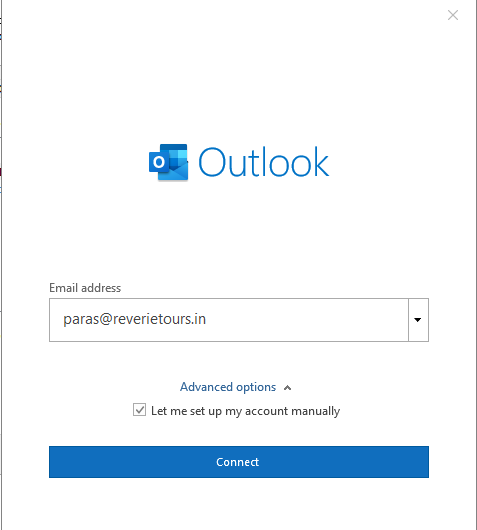 Outlook
Email address
paras@reverietours.in
Advanced options
Let me set up my account manually
Connect